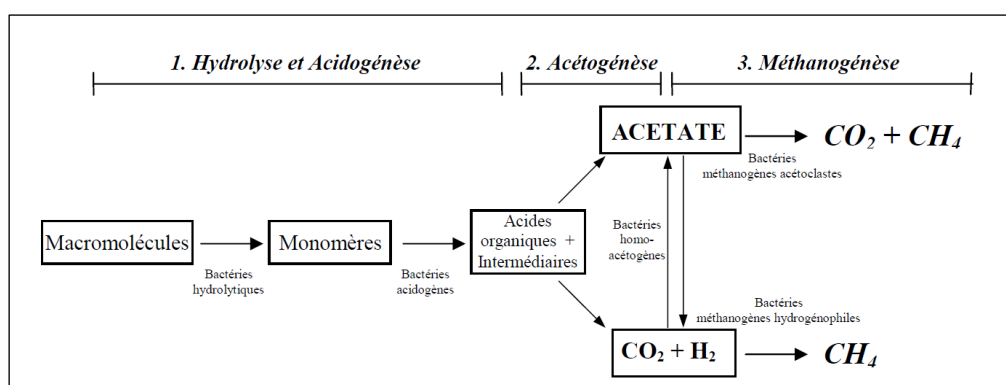 1. Hydrolyse et Acidogénèse
2. Acétogénèse
3. Méthanogénèse
ACETATE
CO₂ + CH₄
Bactéries
méthanogènes acétoclastes
Macromolécules
Bactéries
hydrolytiques
Monomères
Bactéries
acidogènes
Acides
organiques +
Intermédiaires
Bactéries
homo-
acétogènes
Bactéries
méthanogènes hydrogénophiles
CO₂ + H₂
CH₄